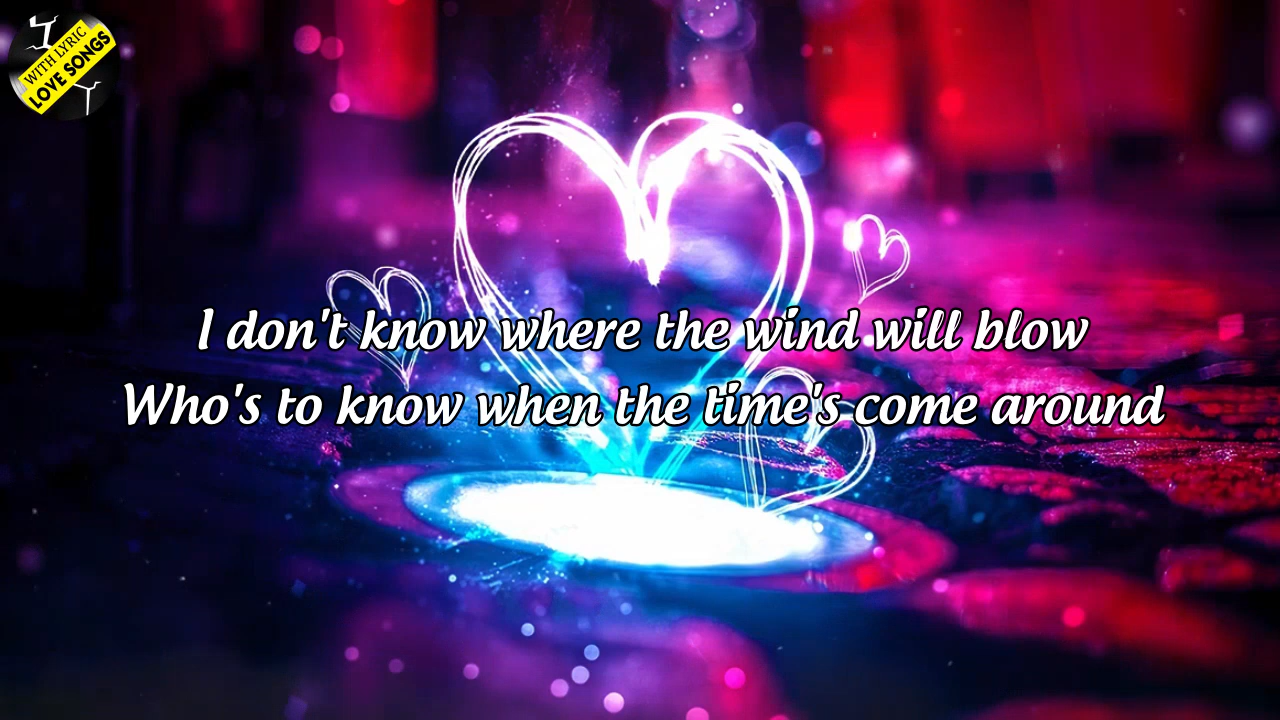 WITH LYRIC
LOVE SONGS
I don't know where the wind will blow
Who's to know when the time's come around